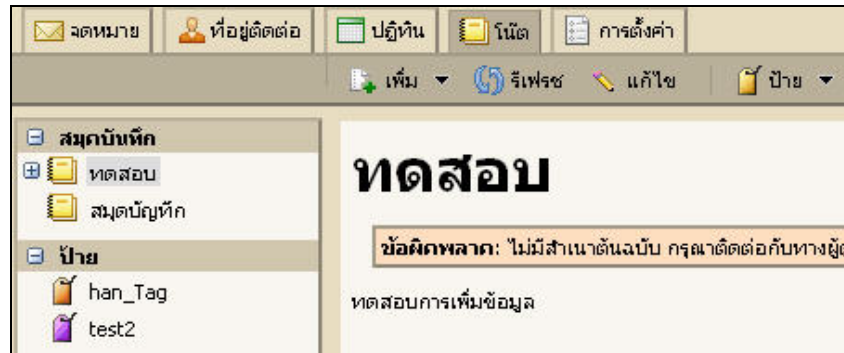 จดหมาย ที่อยู่ติดต่อ ปฏิทิน โน๊ต การตั้งค่า
เพิ่ม รีเฟรช แก้ไข ป้าย
สมุดบันทึก
ทดสอบ
สมุดบัญทึก
ป้าย
han_Tag
test2
ทดสอบ
ข้อผิดพลาด: ไม่มีสำเนาต้นฉบับ กรุณาติดต่อกับทางผู้
ทดสอบการเพิ่มข้อมูล